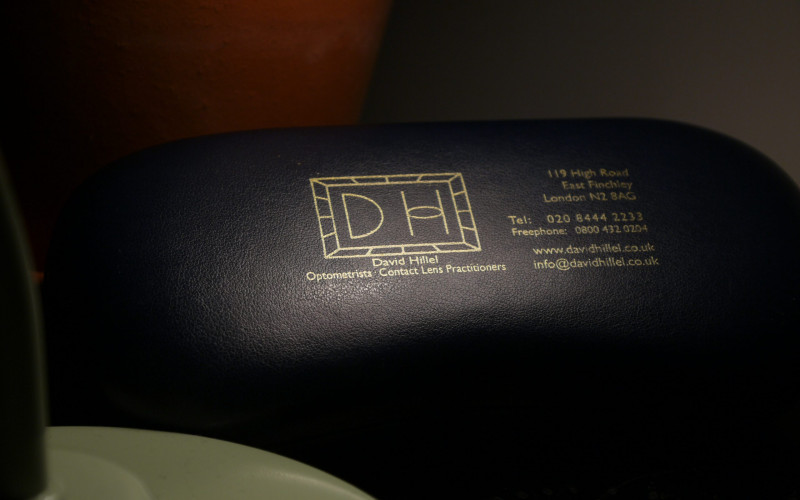 DH
David Hillel
Optometrists · Contact Lens Practitioners
119 High Road
East Finchley
London N2 8AG
Tel: 020 8444 2233
Freephone: 0800 432 0204
www.davidhillel.co.uk
info@davidhillel.co.uk